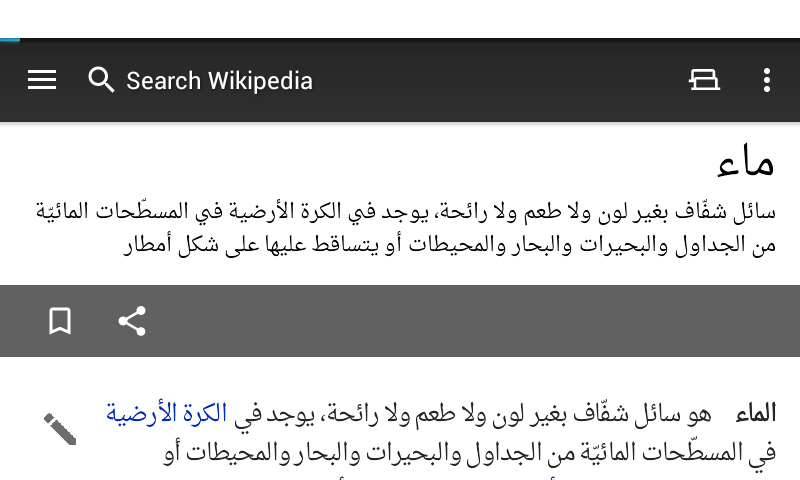 Search Wikipedia
ماء
سائل شفّاف بغير لون ولا طعم ولا رائحة، يوجد في الكرة الأرضية في المسطّحات المائيّة
من الجداول والبحيرات والبحار والمحيطات أو يتساقط عليها على شكل أمطار
الماء هو سائل شفّاف بغير لون ولا طعم ولا رائحة، يوجد في الكرة الأرضية
في المسطّحات المائيّة من الجداول والبحيرات والبحار والمحيطات أو